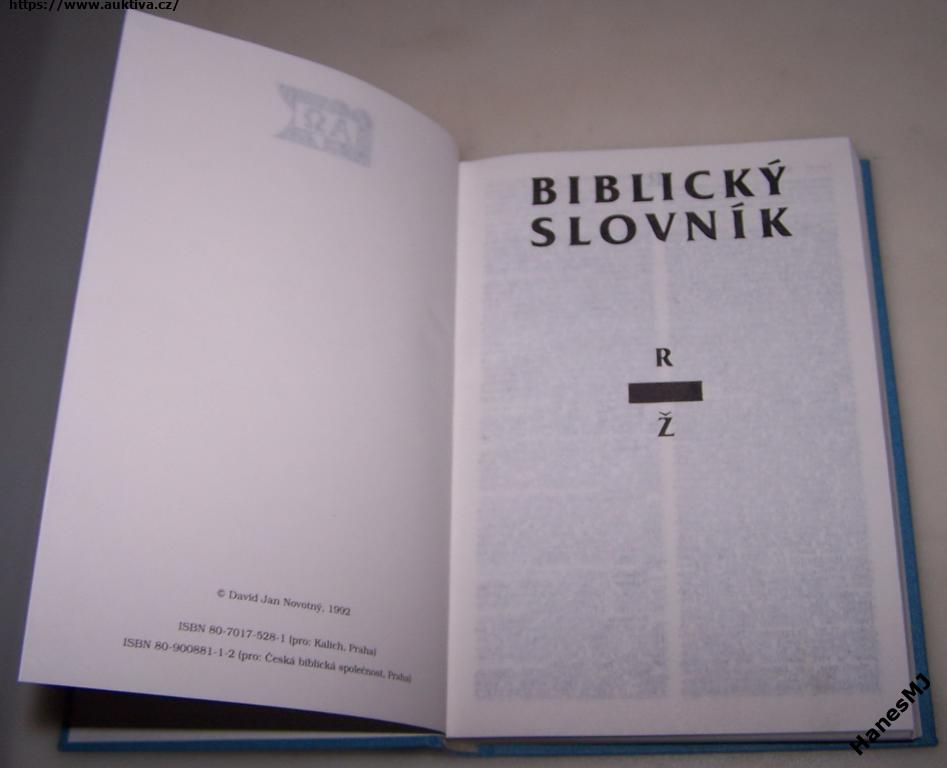 https://www.auktiva.cz/
© David Jan Novotný, 1992
ISBN 80-7017-528-1 (pro: Kalich, Praha)
ISBN 80-900881-1-2 (pro: Česká biblická společnost, Praha)
BIBLICKÝ
SLOVNÍK
R
Ž
HanesMJ